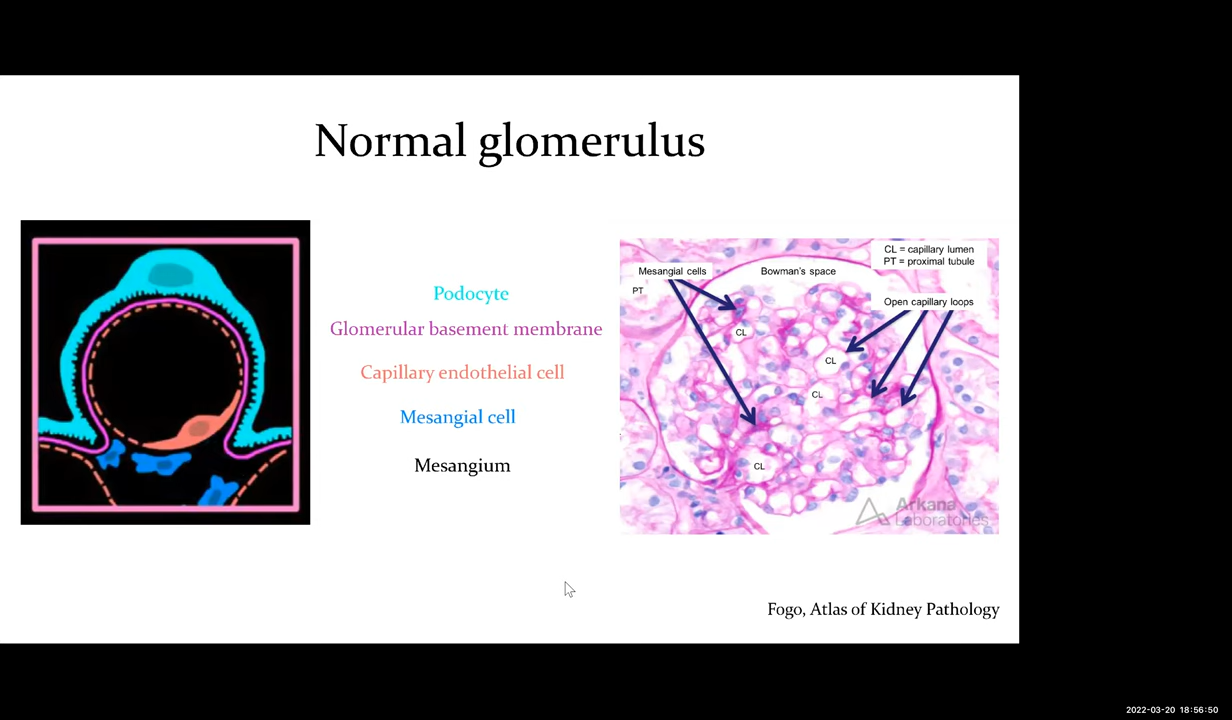 Normal glomerulus
Podocyte
Glomerular basement membrane
Capillary endothelial cell
Mesangial cell
Mesangium
CL = capillary lumen
PT = proximal tubule
Mesangial cells
Bowman's space
PT
Open capillary loops
CL
CL
CL
CL
Arkana
Laboratories
Fogo, Atlas of Kidney Pathology
2022-03-20 18:56:50